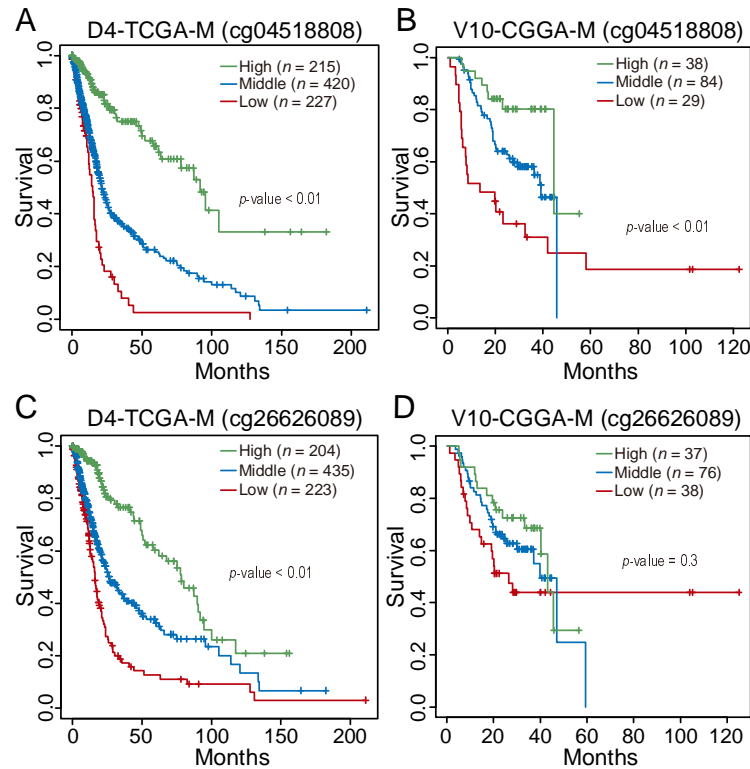 A
D4-TCGA-M (cg04518808)
High (n = 215)
Middle (n = 420)
Low (n = 227)
p-value < 0.01
Survival
1.0
0.8
0.6
0.4
0.2
0.0
0 50 100 150 200
Months
B
V10-CGGA-M (cg04518808)
High (n = 38)
Middle (n = 84)
Low (n = 29)
p-value < 0.01
Survival
1.0
0.8
0.6
0.4
0.2
0.0
0 20 40 60 80 100 120
Months
C
D4-TCGA-M (cg26626089)
High (n = 204)
Middle (n = 435)
Low (n = 223)
p-value < 0.01
Survival
1.0
0.8
0.6
0.4
0.2
0.0
0 50 100 150 200
Months
D
V10-CGGA-M (cg26626089)
High (n = 37)
Middle (n = 76)
Low (n = 38)
p-value = 0.3
Survival
1.0
0.8
0.6
0.4
0.2
0.0
0 20 40 60 80 100 120
Months